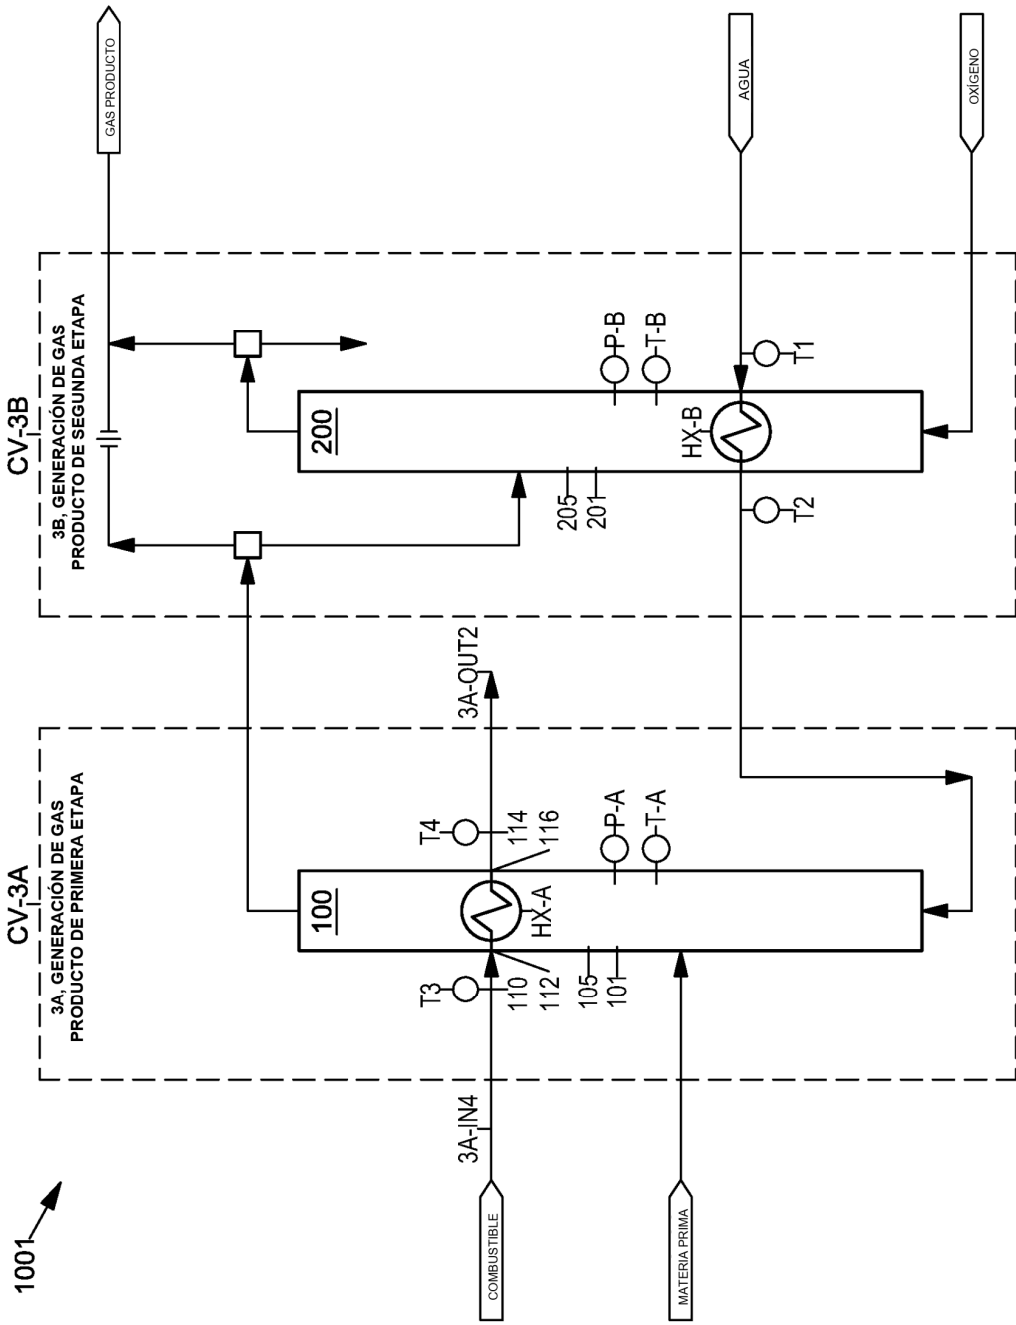 1001
CV-3A
3A, GENERACIÓN DE GAS
PRODUCTO DE PRIMERA ETAPA
CV-3B
3B, GENERACIÓN DE GAS
PRODUCTO DE SEGUNDA ETAPA
GAS PRODUCTO
100
200
3A-IN4
COMBUSTIBLE
T3
110
112
HX-A
T4
114
116
3A-OUT2
105
101
P-A
T-A
MATERIA PRIMA
205
201
P-B
T-B
HX-B
T1
T2
AGUA
OXÍGENO